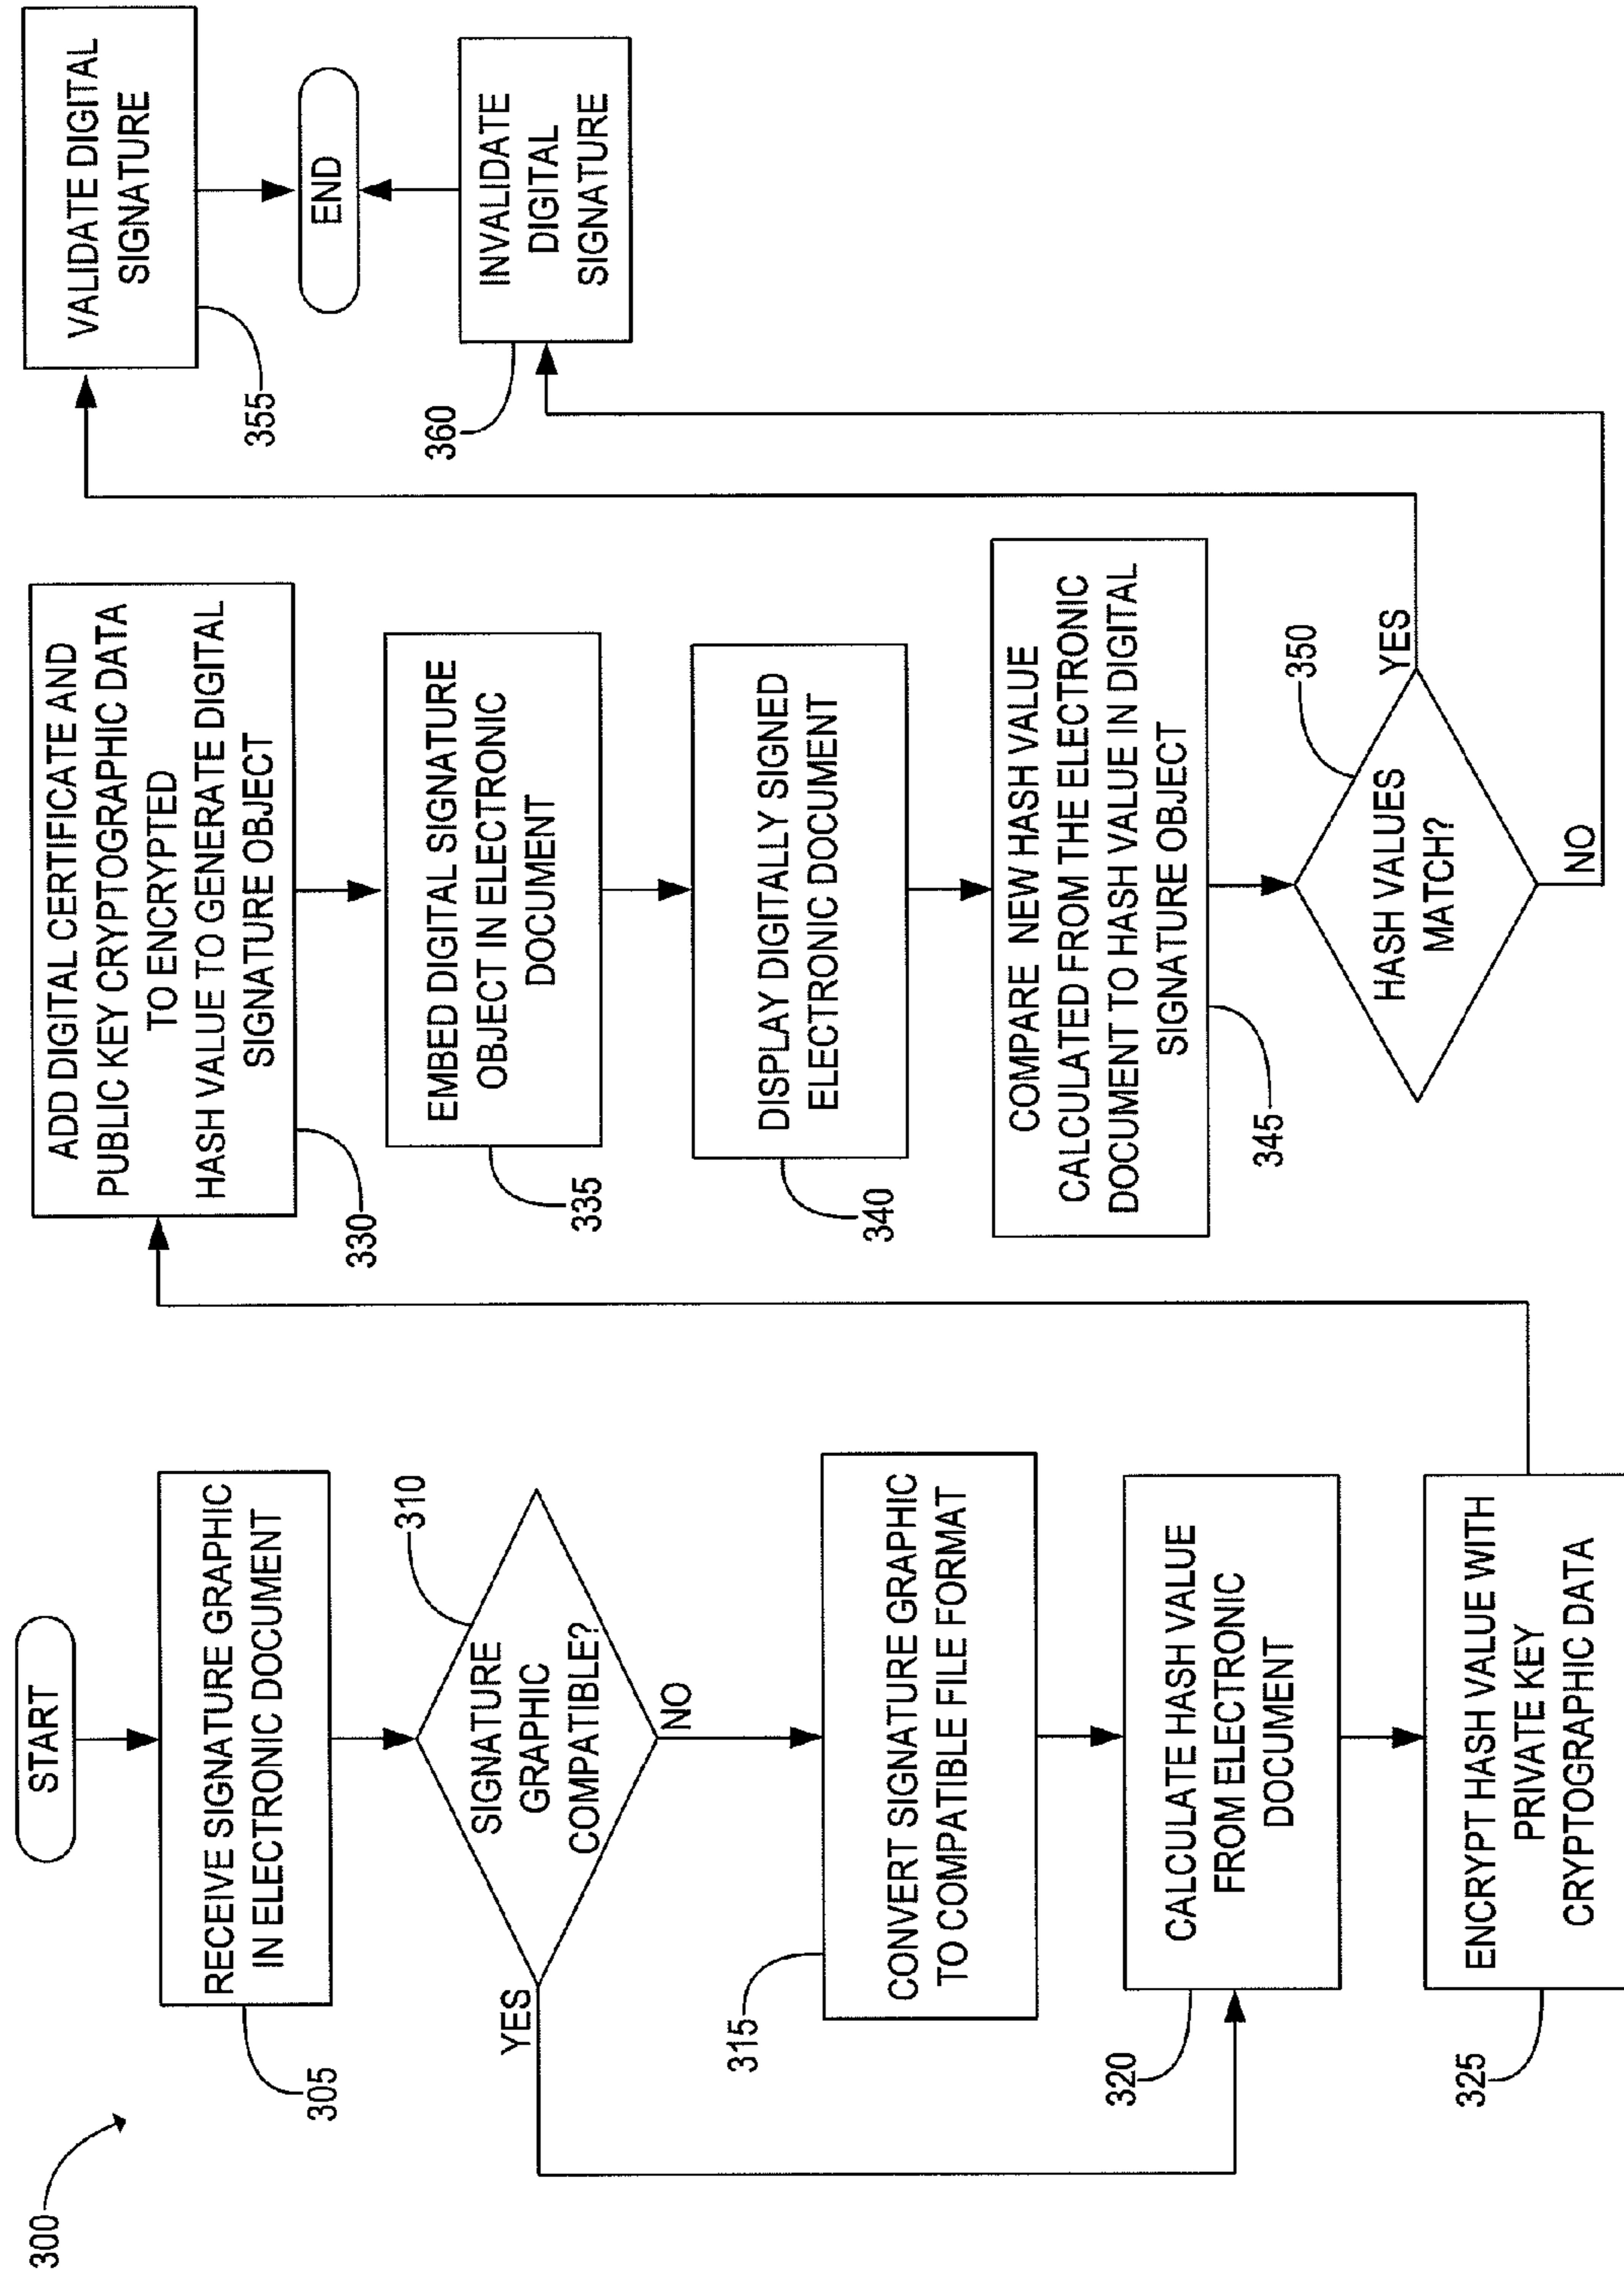 300
START
RECEIVE SIGNATURE GRAPHIC
IN ELECTRONIC DOCUMENT
305
SIGNATURE
GRAPHIC
COMPATIBLE?
310
YES
NO
CONVERT SIGNATURE GRAPHIC
TO COMPATIBLE FILE FORMAT
315
CALCULATE HASH VALUE
FROM ELECTRONIC
DOCUMENT
320
ENCRYPT HASH VALUE WITH
PRIVATE KEY
CRYPTOGRAPHIC DATA
325
ADD DIGITAL CERTIFICATE AND
PUBLIC KEY CRYPTOGRAPHIC DATA
TO ENCRYPTED
HASH VALUE TO GENERATE DIGITAL
SIGNATURE OBJECT
330
EMBED DIGITAL SIGNATURE
OBJECT IN ELECTRONIC
DOCUMENT
335
DISPLAY DIGITALLY SIGNED
ELECTRONIC DOCUMENT
340
COMPARE NEW HASH VALUE
CALCULATED FROM THE ELECTRONIC
DOCUMENT TO HASH VALUE IN DIGITAL
SIGNATURE OBJECT
345
HASH VALUES
MATCH?
350
YES
NO
VALIDATE DIGITAL
SIGNATURE
355
END
INVALIDATE
DIGITAL
SIGNATURE
360